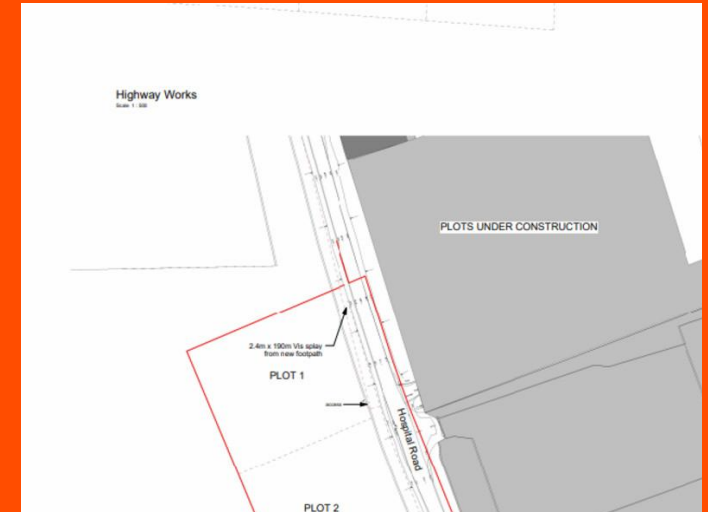 Highway Works
PLOTS UNDER CONSTRUCTION
2.4m x 190m Vis splay
from new footpath
PLOT 1
Hospital Road
PLOT 2